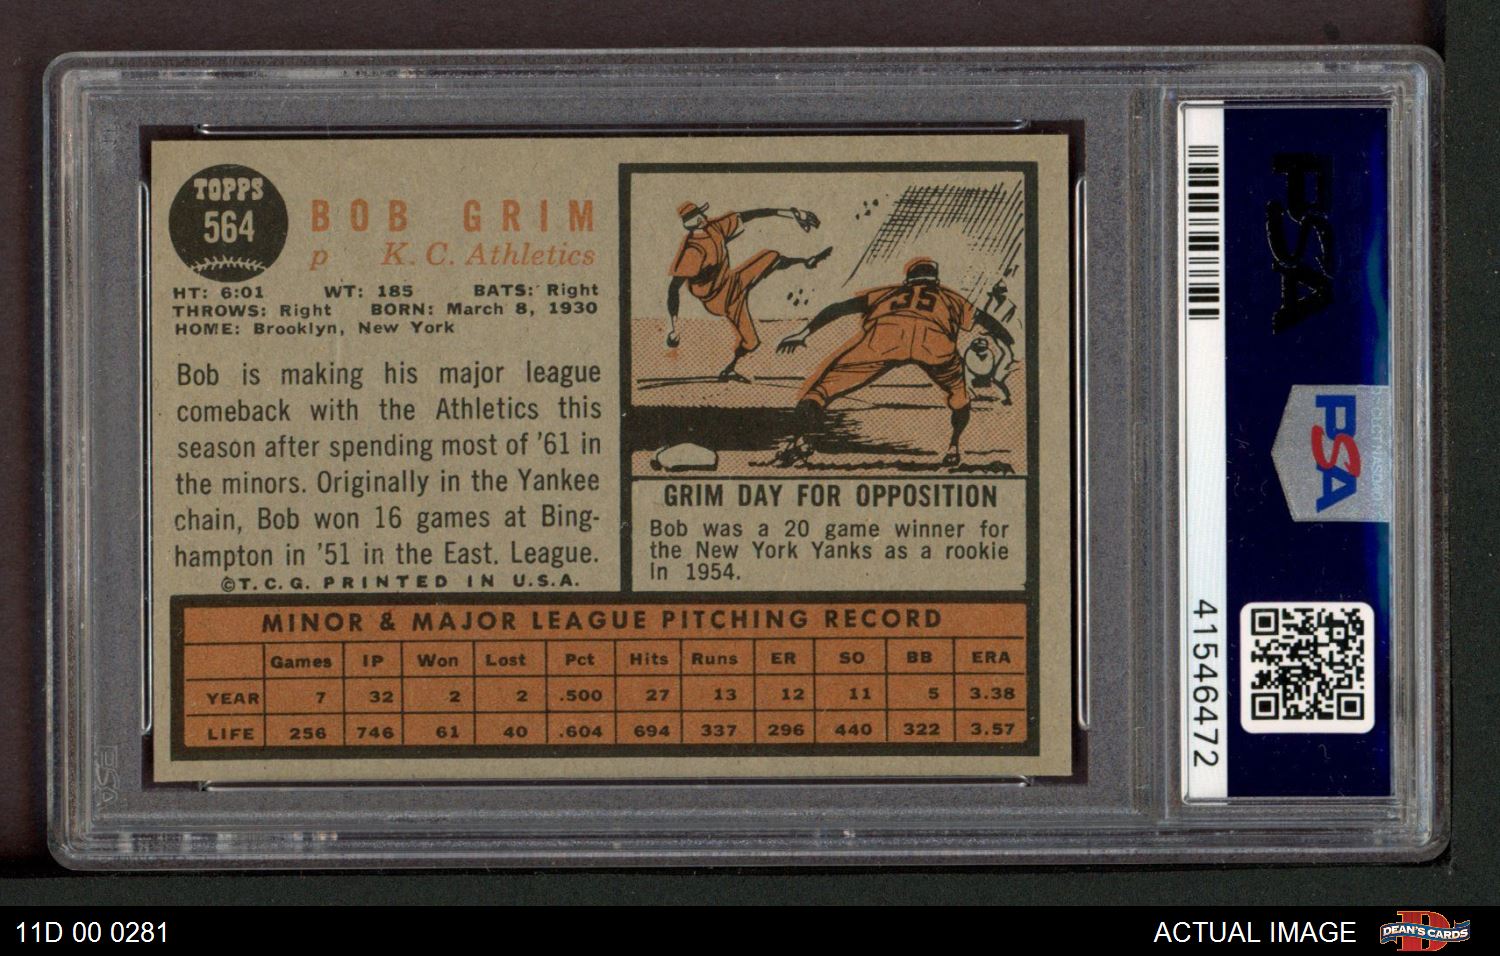 TOPPS
564
BOB GRIM
p K. C. Athletics
HT: 6:01 WT: 185 BATS: Right
THROWS: Right BORN: March 8, 1930
HOME: Brooklyn, New York
Bob is making his major league
comeback with the Athletics this
season after spending most of '61 in
the minors. Originally in the Yankee
chain, Bob won 16 games at Bing-
hampton in '51 in the East. League.
©T.C.G. PRINTED IN U.S.A.
35
GRIM DAY FOR OPPOSITION
Bob was a 20 game winner for
the New York Yanks as a rookie
in 1954.
MINOR & MAJOR LEAGUE PITCHING RECORD
Games IP Won Lost Pct Hits Runs ER SO BB ERA
YEAR 7 32 2 2 .500 27 13 12 11 5 3.38
LIFE 256 746 61 40 .604 694 337 296 440 322 3.57
PSA
PSA
41546472
PSA
11D 00 0281
ACTUAL IMAGE
DEAN'S CARDS